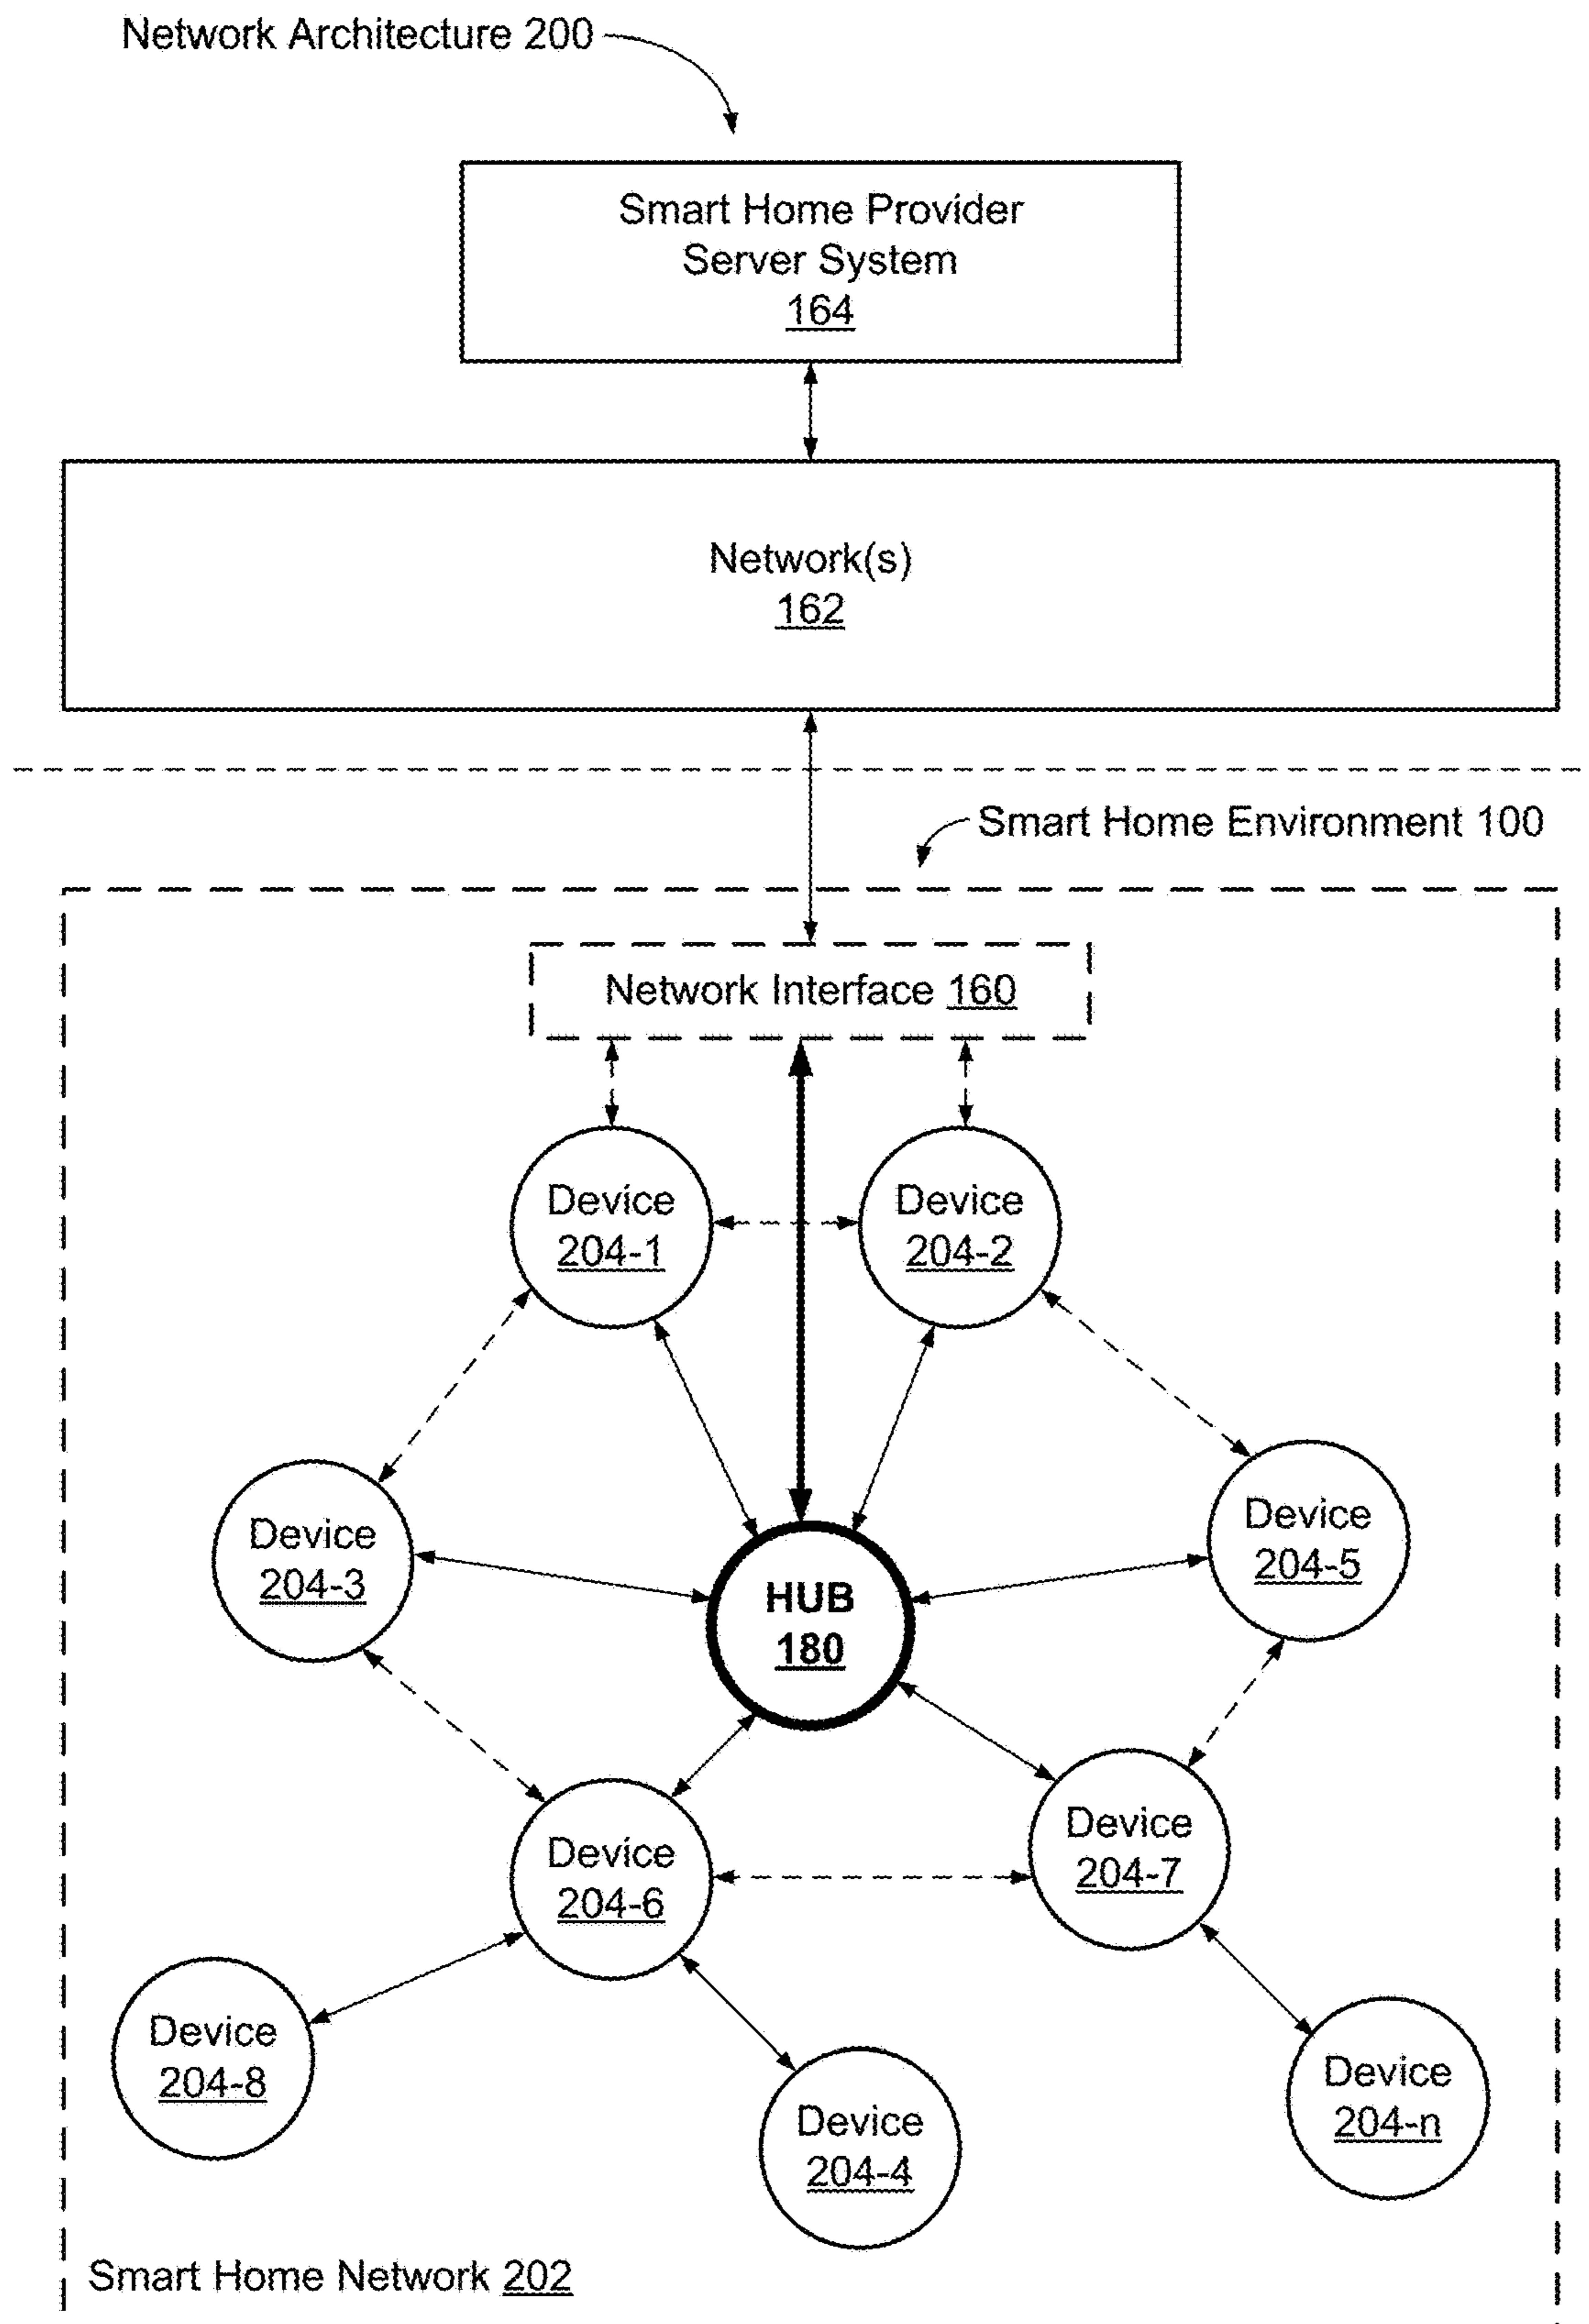 Network Architecture 200
Smart Home Provider
Server System
164
Network(s)
162
Smart Home Environment 100
Network Interface 160
Device
204-1
Device
204-2
Device
204-3
Device
204-5
HUB
180
Device
204-6
Device
204-7
Device
204-8
Device
204-4
Device
204-n
Smart Home Network 202